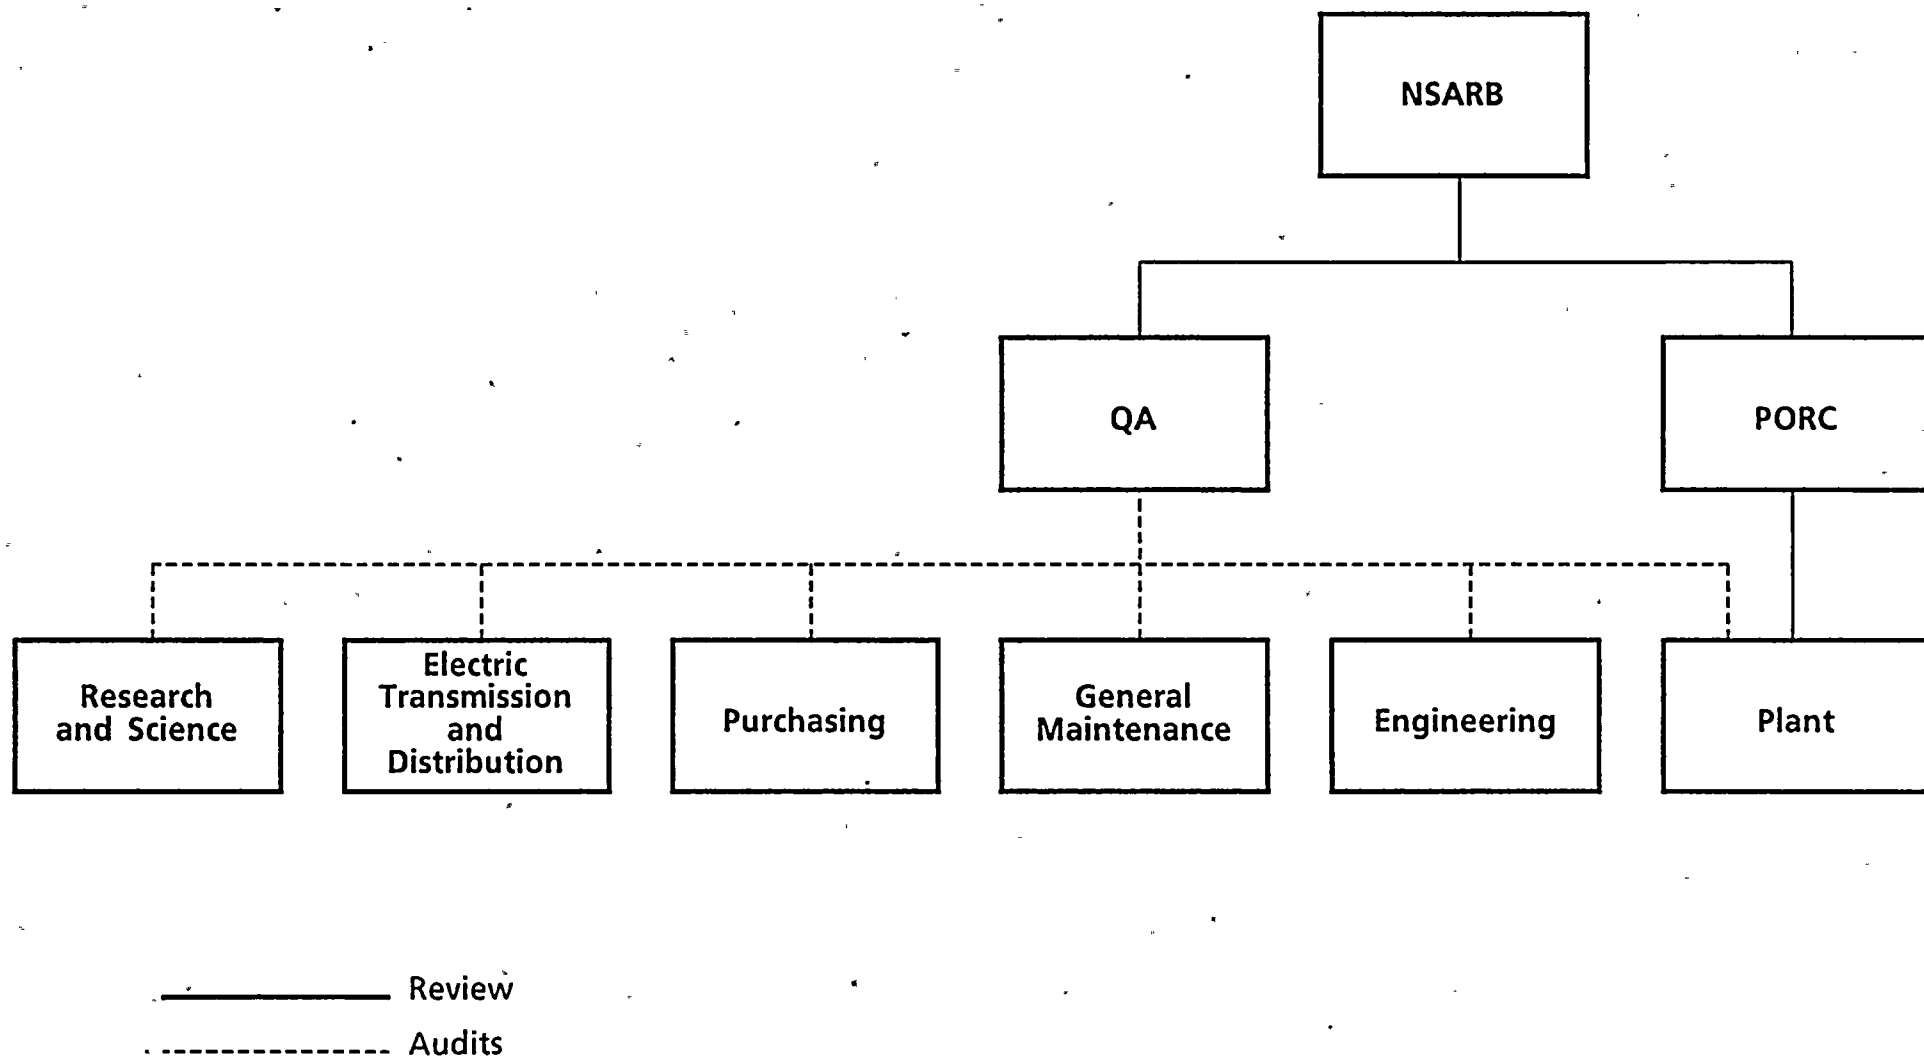 NSARB
QA
PORC
Research
and Science
Electric
Transmission
and
Distribution
Purchasing
General
Maintenance
Engineering
Plant
Review
Audits